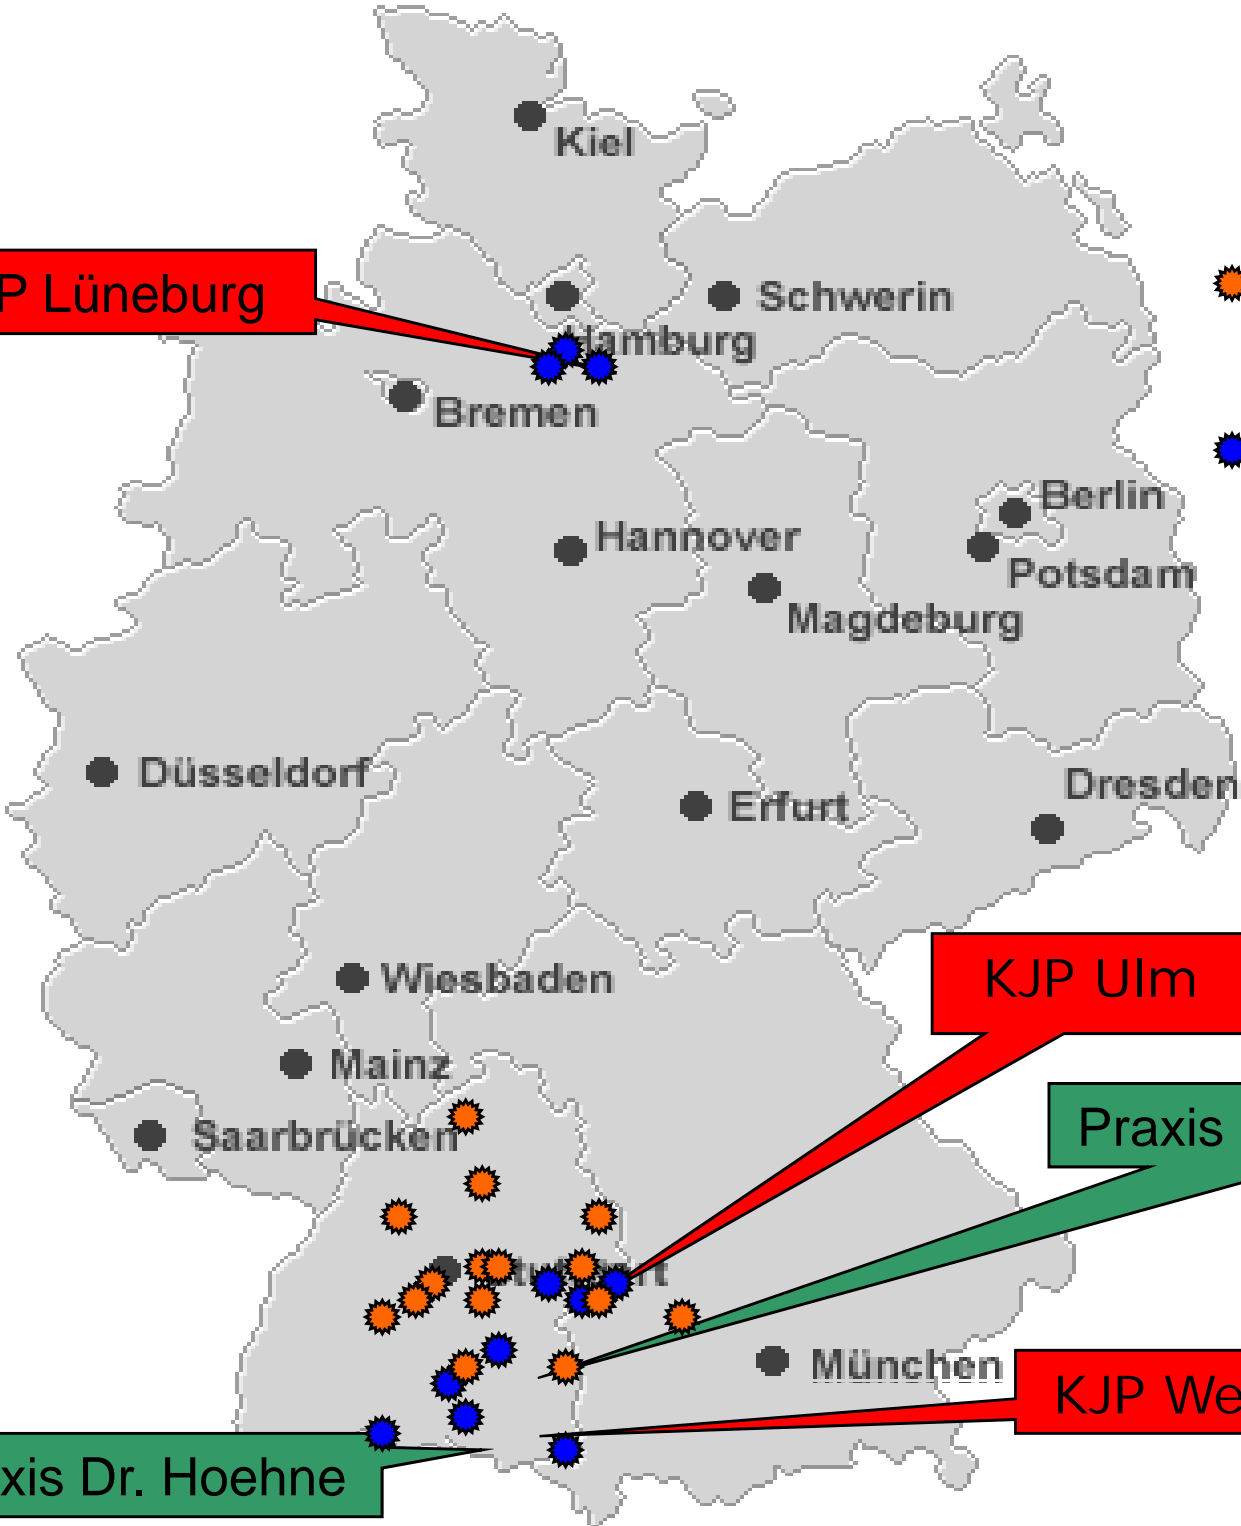 Kiel
P Lüneburg
Schwerin
Hamburg
Bremen
Berlin
Hannover
Potsdam
Magdeburg
Düsseldorf
Dresden
Erfurt
KJP Ulm
Wiesbaden
Mainz
Praxis
Saarbrücken
München
KJP We
xis Dr. Hoehne